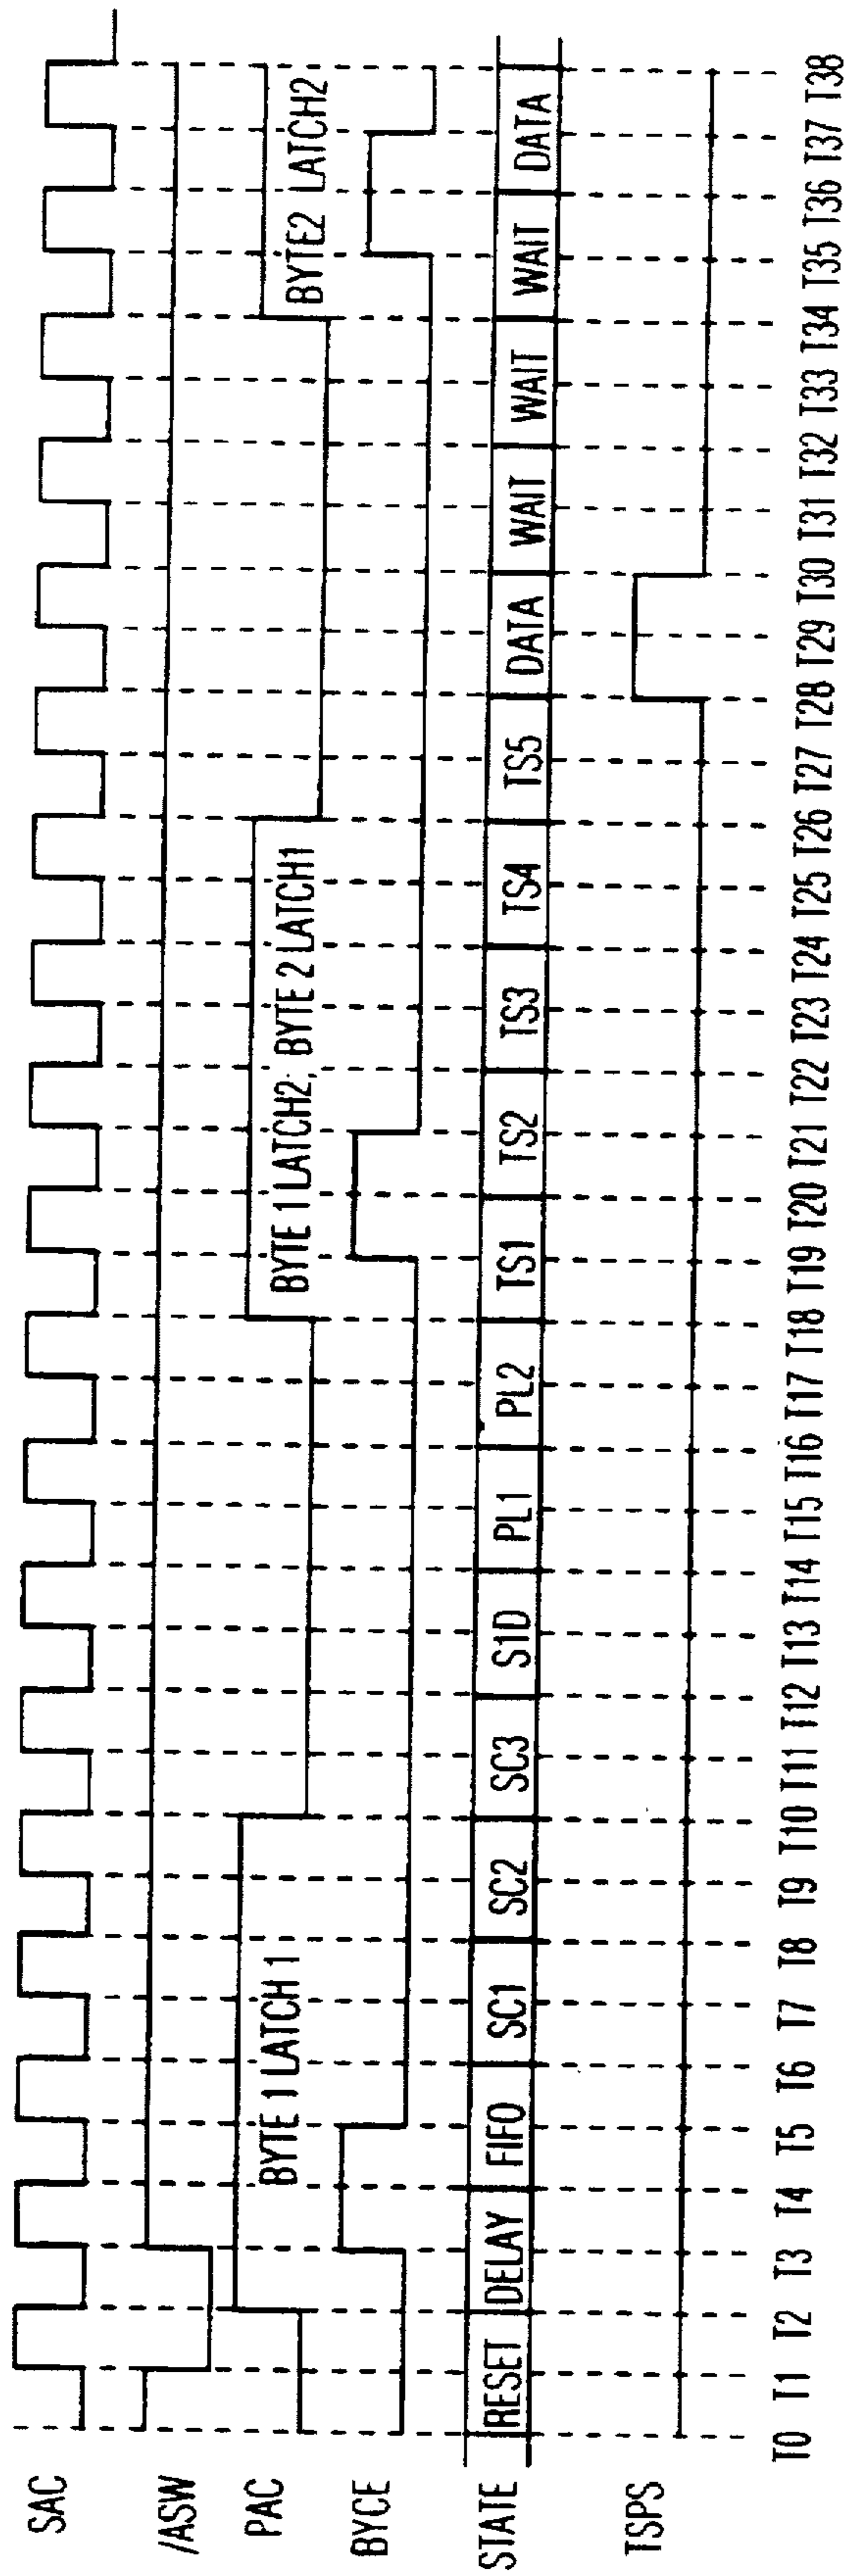 SAC
/ASW
PAC
BYTE 1 LATCH 1
BYTE 1 LATCH2; BYTE 2 LATCH1
BYTE2 LATCH2
BYCE
STATE
RESET DELAY FIFO SC1 SC2 SC3 S1D PL1 PL2 TS1 TS2 TS3 TS4 TS5 DATA WAIT WAIT WAIT DATA
TSPS
T0 T1 T2 T3 T4 T5 T6 T7 T8 T9 T10 T11 T12 T13 T14 T15 T16 T17 T18 T19 T20 T21 T22 T23 T24 T25 T26 T27 T28 T29 T30 T31 T32 T33 T34 T35 T36 T37 T38